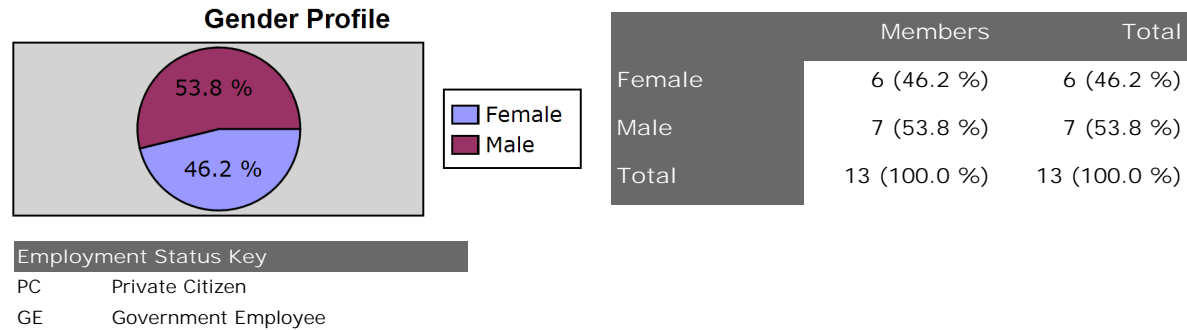 Gender Profile
53.8 %
46.2 %
Female
Male
Members Total
Female 6 (46.2 %) 6 (46.2 %)
Male 7 (53.8 %) 7 (53.8 %)
Total 13 (100.0 %) 13 (100.0 %)
Employment Status Key
PC Private Citizen
GE Government Employee